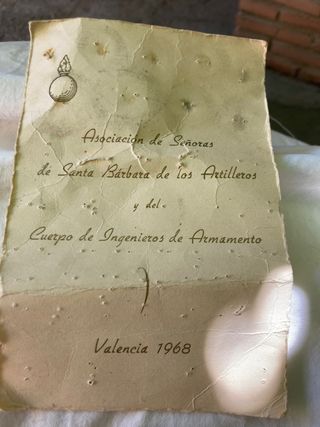 Asociación de Señoras
de Santa Bárbara de los Artilleros
y del
Cuerpo de Ingenieros de Armamento
Valencia 1968